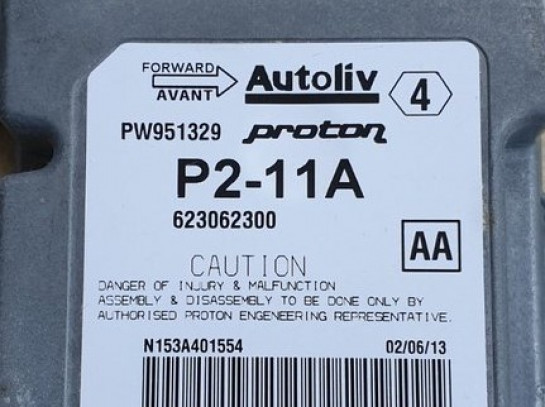 FORWARD
AVANT
Autoliv
4
PW951329 proton
P2-11A
623062300
AA
CAUTION
DANGER OF INJURY & MALFUNCTION
ASSEMBLY & DISASSEMBLY TO BE DONE ONLY BY
AUTHORISED PROTON ENGENEERING REPRESENTATIVE.
N153A401554 02/06/13